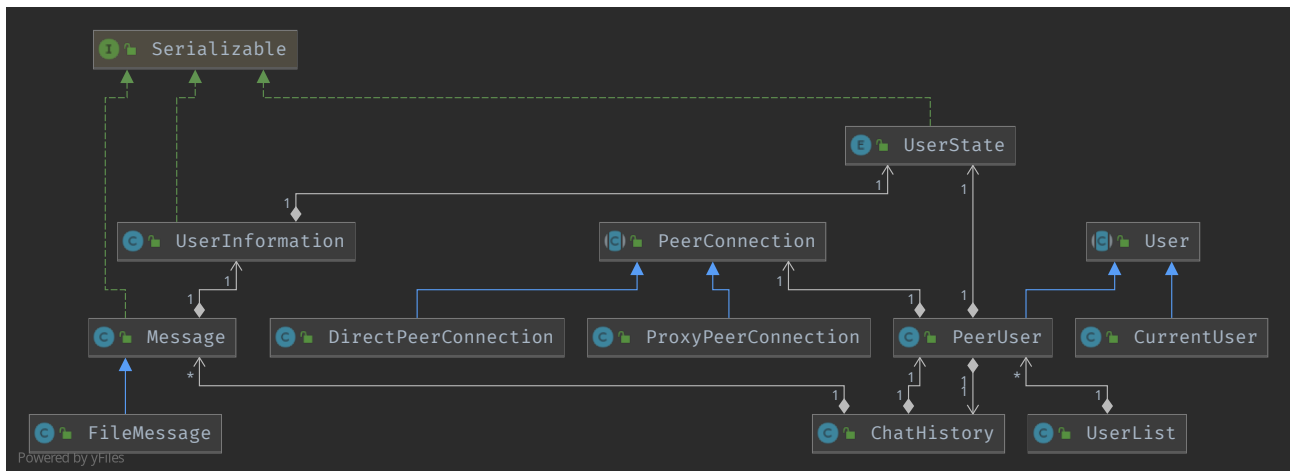 I Serializable
E UserState
1
1
1
C UserInformation
C PeerConnection
C User
1
1
1
1
1
C Message
C DirectPeerConnection
C ProxyPeerConnection
C PeerUser
C CurrentUser
*
1
1
1
*
1
1
1
C FileMessage
C ChatHistory
C UserList
Powered by yFiles